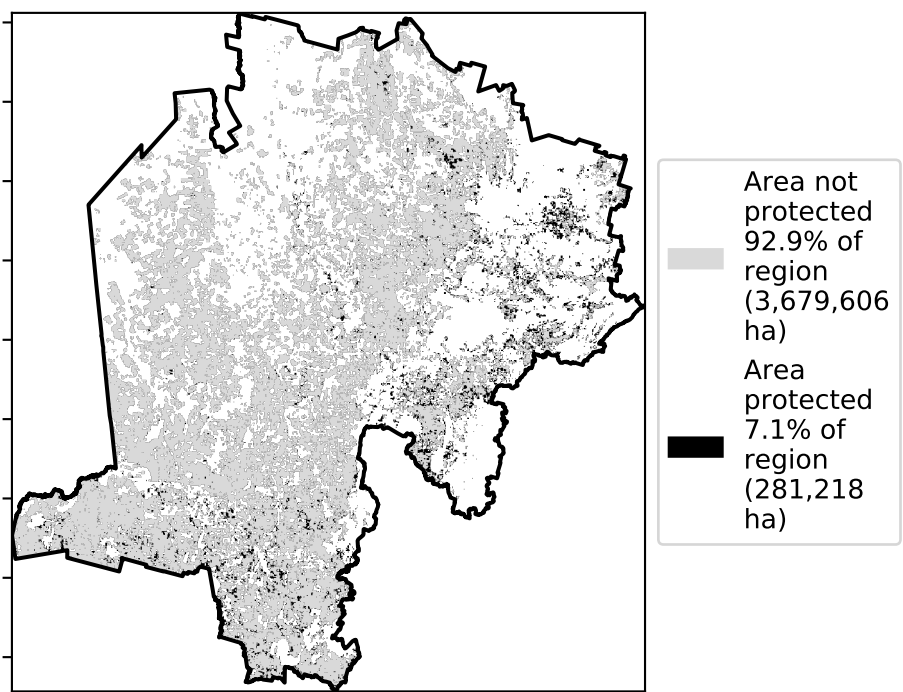 Area not
protected
92.9% of
region
(3,679,606
ha)
Area
protected
7.1% of
region
(281,218
ha)